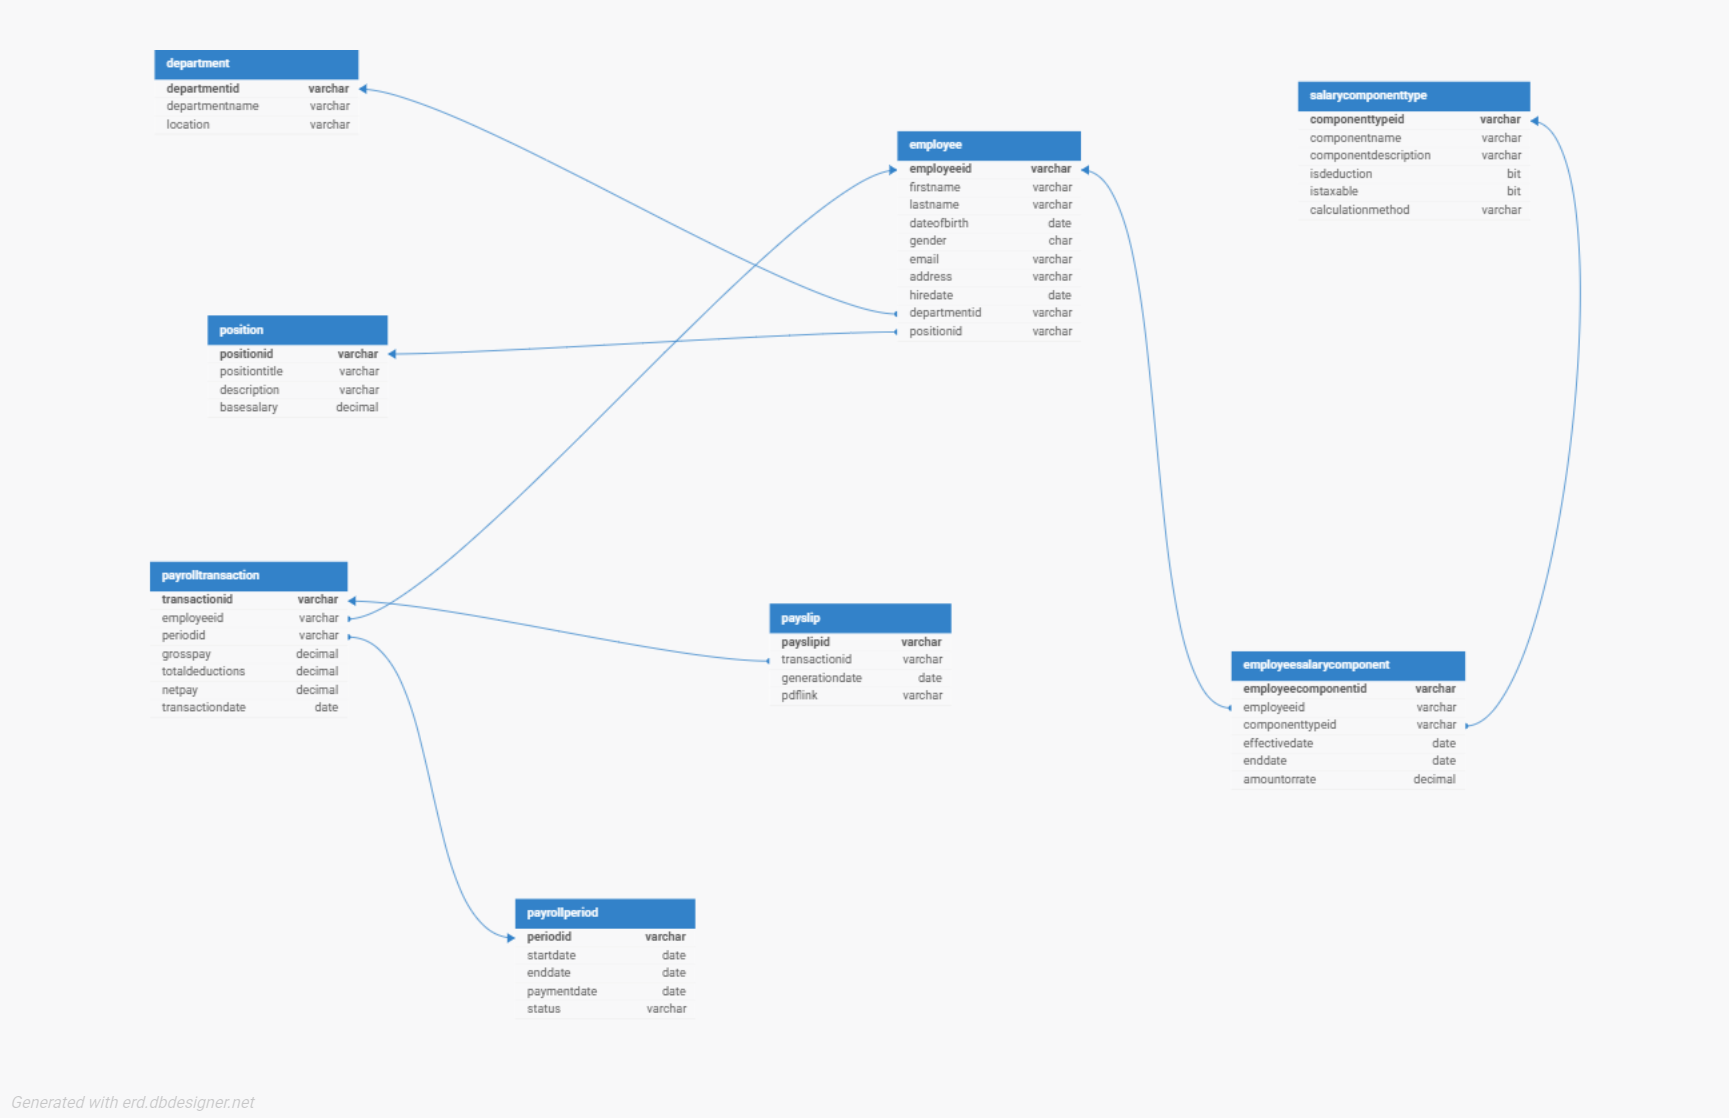 department
departmentid varchar
departmentname varchar
location varchar
salarycomponenttype
componenttypeid varchar
componentname varchar
componentdescription varchar
isdeduction bit
istaxable bit
calculationmethod varchar
employee
employeeid varchar
firstname varchar
lastname varchar
dateofbirth date
gender char
email varchar
address varchar
hiredate date
departmentid varchar
positionid varchar
position
positionid varchar
positiontitle varchar
description varchar
basesalary decimal
payrolltransaction
transactionid varchar
employeeid varchar
periodid varchar
grosspay decimal
totaldeductions decimal
netpay decimal
transactiondate date
payslip
payslipid varchar
transactionid varchar
generationdate date
pdflink varchar
employeesalarycomponent
employeecomponentid varchar
employeeid varchar
componenttypeid varchar
effectivedate date
enddate date
amountorrate decimal
payrollperiod
periodid varchar
startdate date
enddate date
paymentdate date
status varchar
Generated with erd.dbdesigner.net